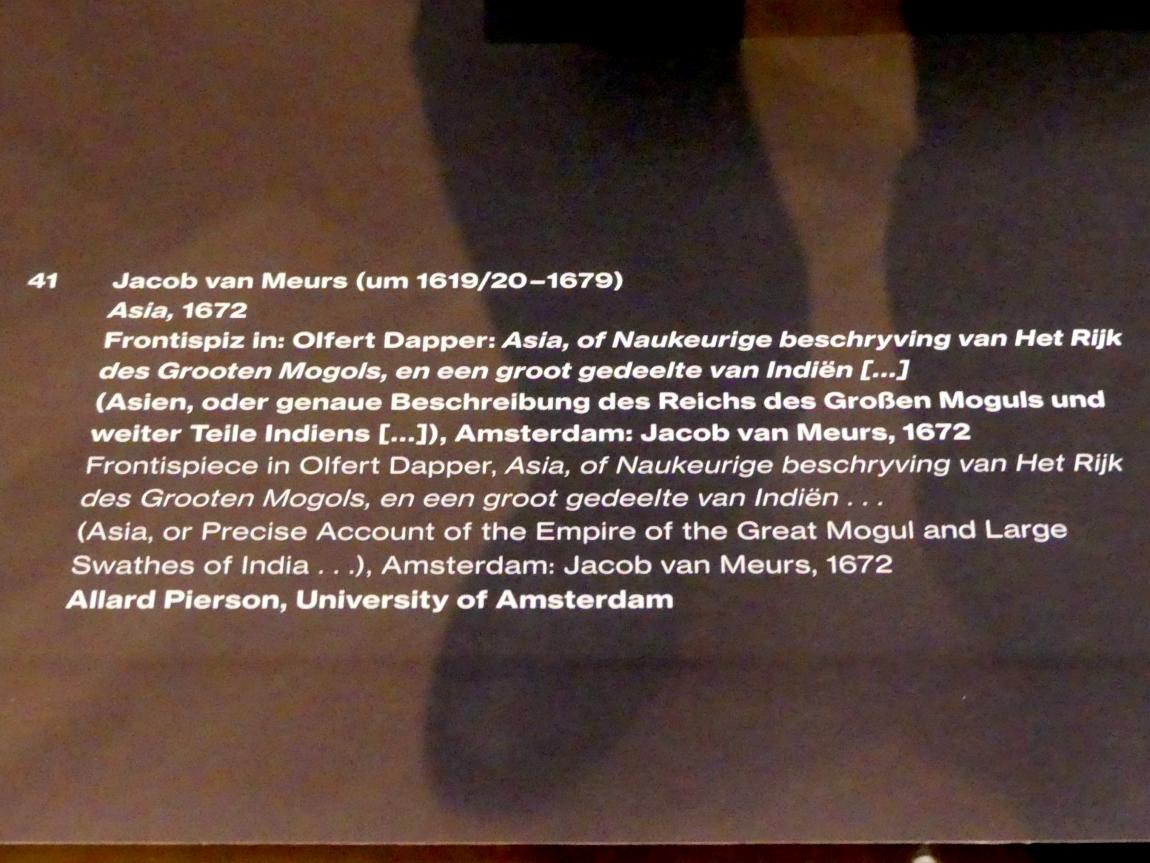 41 Jacob van Meurs (um 1619/20–1679)
Asia, 1672
Frontispiz in: Olfert Dapper: Asia, of Naukeurige beschryving van Het Rijk
des Grooten Mogols, en een groot gedeelte van Indiën [...]
(Asien, oder genaue Beschreibung des Reichs des Großen Moguls und
weiter Teile Indiens [...]), Amsterdam: Jacob van Meurs, 1672
Frontispiece in Olfert Dapper, Asia, of Naukeurige beschryving van Het Rijk
des Grooten Mogols, en een groot gedeelte van Indiën . . .
(Asia, or Precise Account of the Empire of the Great Mogul and Large
Swathes of India . . .), Amsterdam: Jacob van Meurs, 1672
Allard Pierson, University of Amsterdam